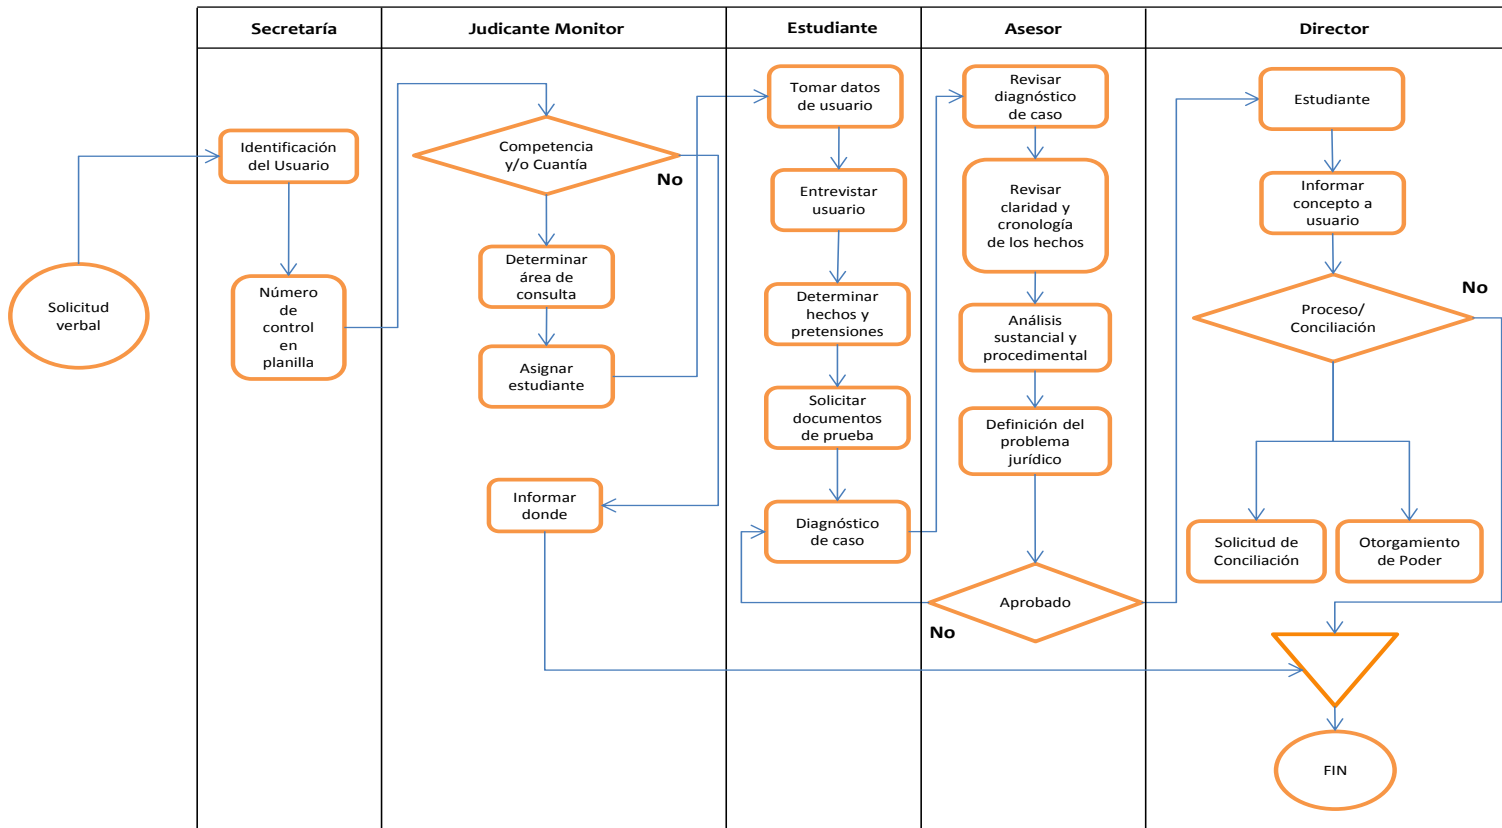 Secretaría
Judicante Monitor
Estudiante
Asesor
Director
Solicitud
verbal
Identificación
del Usuario
Número
de
control
en
planilla
Competencia
y/o Cuantía
No
Determinar
área de
consulta
Asignar
estudiante
Informar
donde
Tomar datos
de usuario
Entrevistar
usuario
Determinar
hechos y
pretensiones
Solicitar
documentos
de prueba
Diagnóstico
de caso
Revisar
diagnóstico
de caso
Revisar
claridad y
cronología
de los hechos
Análisis
sustancial y
procedimental
Definición del
problema
jurídico
Aprobado
No
Estudiante
Informar
concepto a
usuario
No
Proceso/
Conciliación
Solicitud de
Conciliación
Otorgamiento
de Poder
FIN